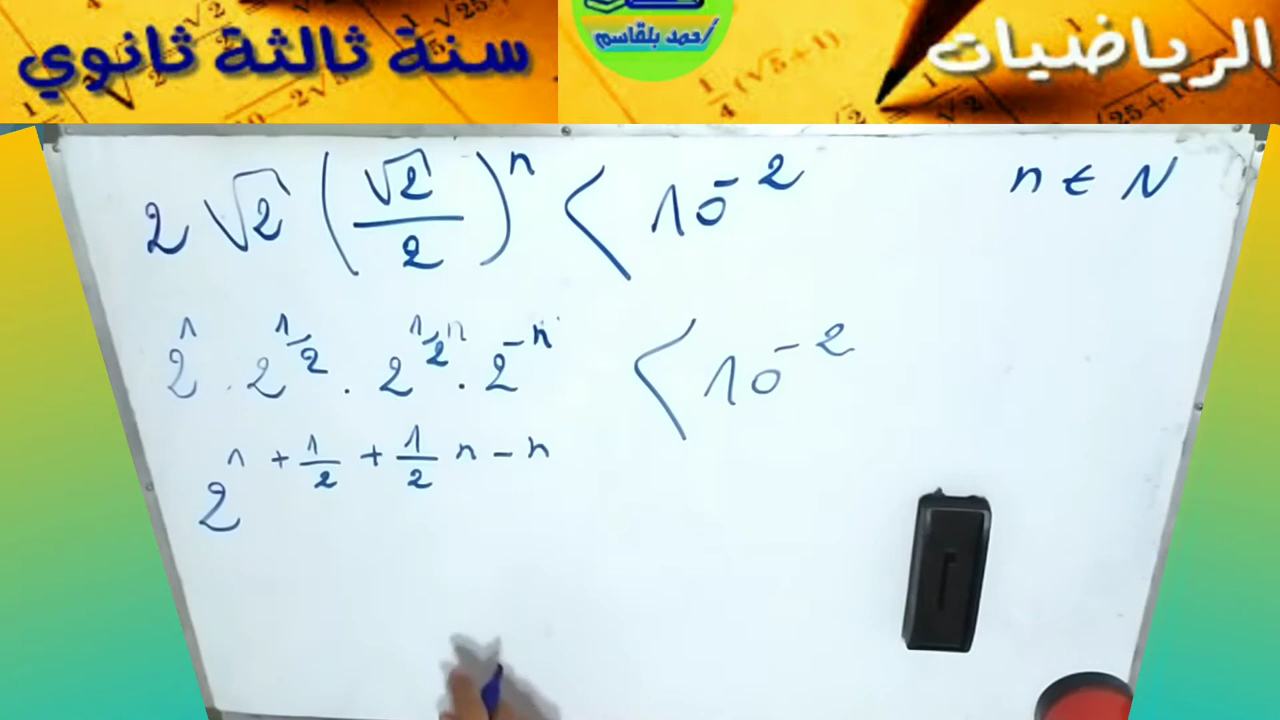 الرياضيات
أحمد بلقاسم
سنة ثالثة ثانوي
2 √2 (√2/2)^n < 10^-2
n ∈ N
2^1 . 2^1/2 . 2^1/2 n . 2^-n < 10^-2
2^1 + 1/2 + 1/2 n - n